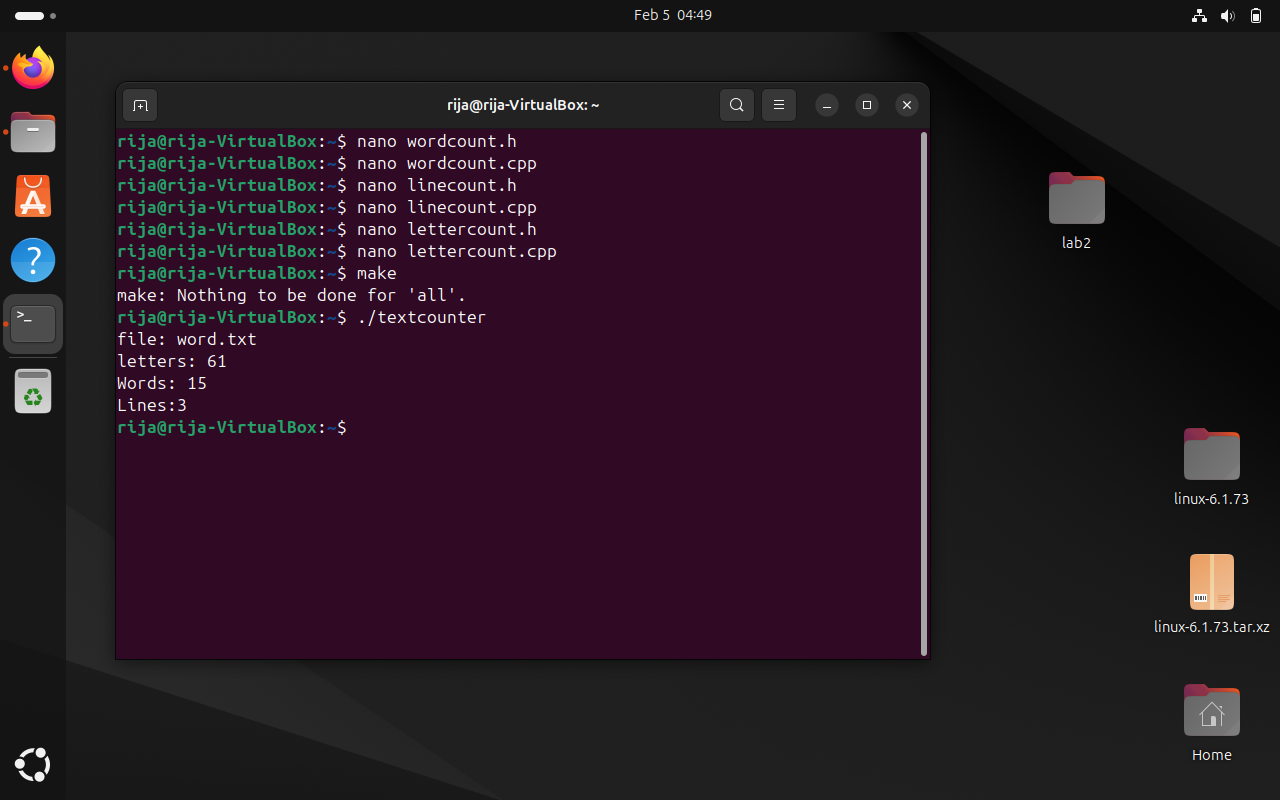 Feb 5 04:49
rija@rija-VirtualBox: ~
rija@rija-VirtualBox:~$ nano wordcount.h
rija@rija-VirtualBox:~$ nano wordcount.cpp
rija@rija-VirtualBox:~$ nano linecount.h
rija@rija-VirtualBox:~$ nano linecount.cpp
rija@rija-VirtualBox:~$ nano lettercount.h
rija@rija-VirtualBox:~$ nano lettercount.cpp
rija@rija-VirtualBox:~$ make
make: Nothing to be done for 'all'.
rija@rija-VirtualBox:~$ ./textcounter
file: word.txt
letters: 61
Words: 15
Lines:3
rija@rija-VirtualBox:~$
lab2
linux-6.1.73
linux-6.1.73.tar.xz
Home